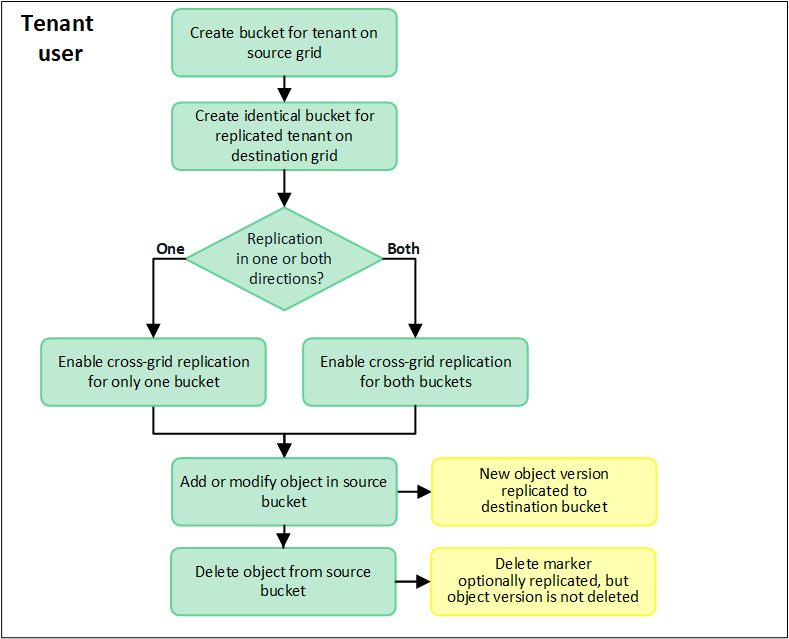 Tenant
user
Create bucket for tenant on
source grid
Create identical bucket for
replicated tenant on
destination grid
Replication
in one or both
directions?
One
Both
Enable cross-grid replication
for only one bucket
Enable cross-grid replication
for both buckets
Add or modify object in source
bucket
New object version
replicated to
destination bucket
Delete object from source
bucket
Delete marker
optionally replicated, but
object version is not deleted